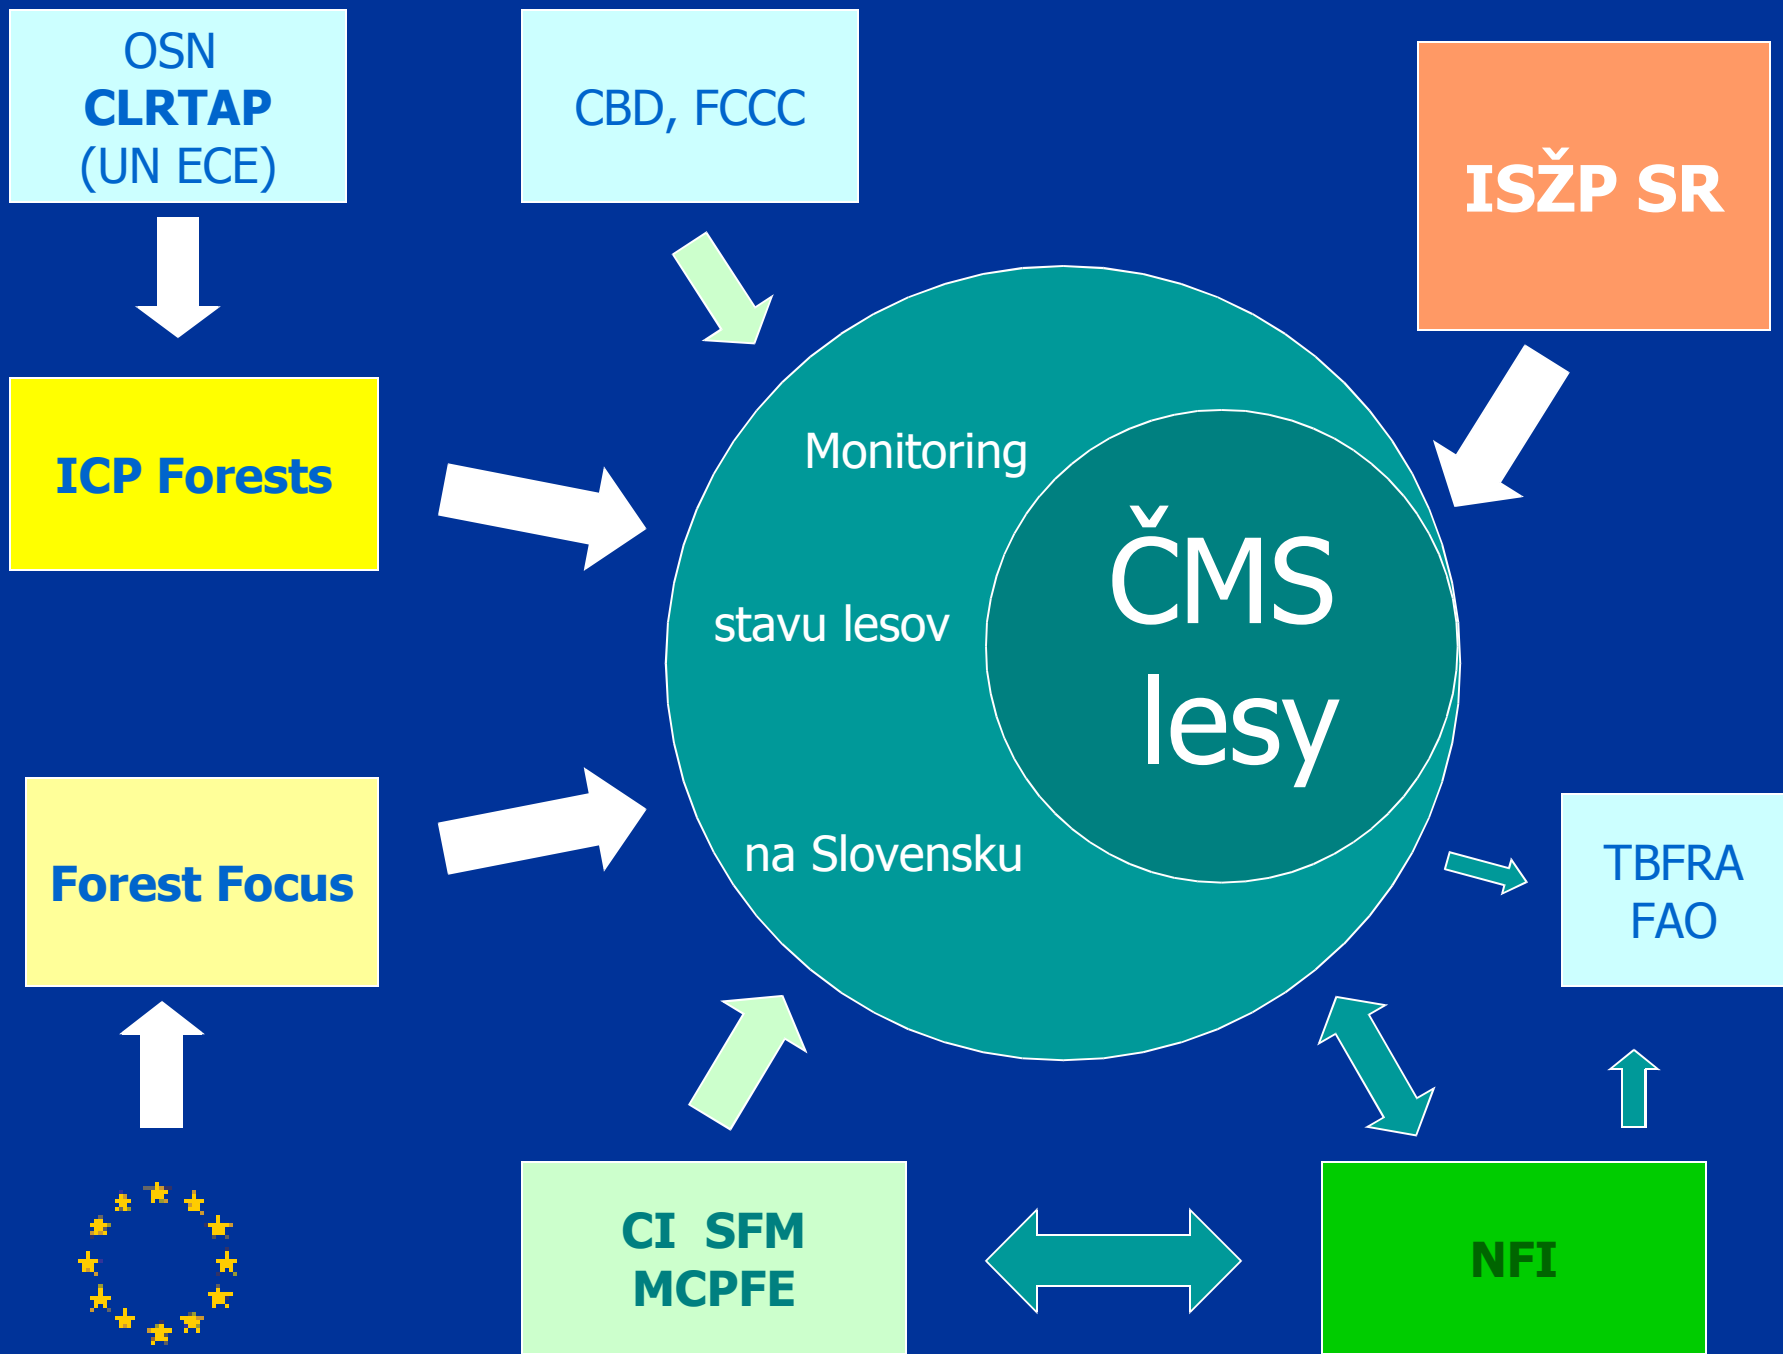 OSN
CLRTAP
(UN ECE)
CBD, FCCC
ISŽP SR
ICP Forests
Monitoring
stavu lesov
na Slovensku
ČMS
lesy
Forest Focus
TBFRA
FAO
CI SFM
MCPFE
NFI